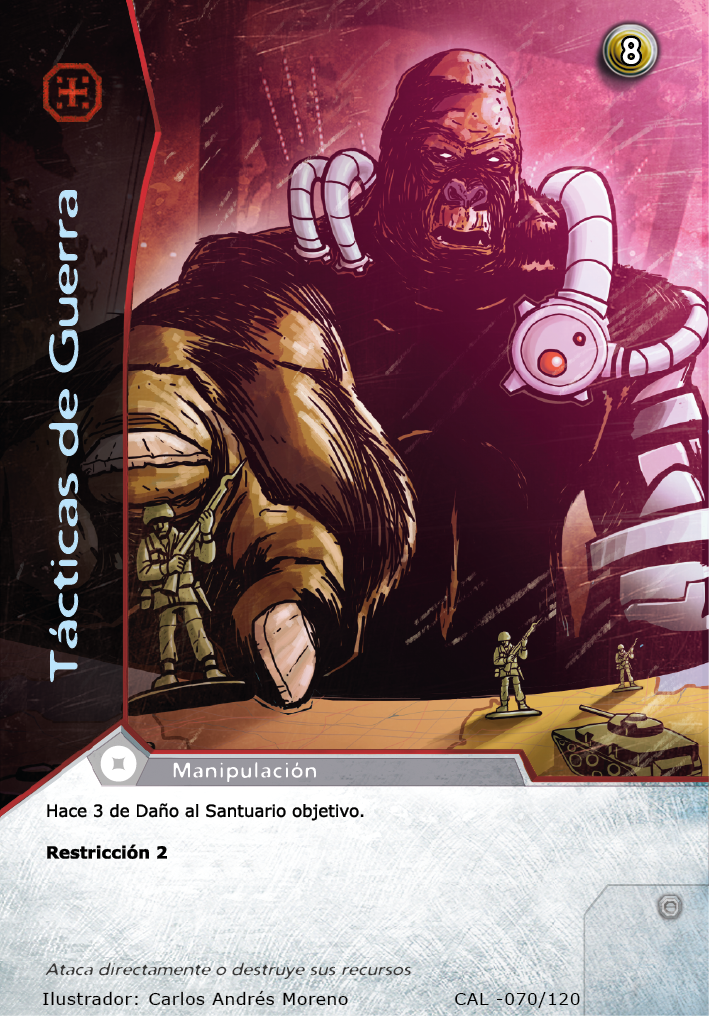 8
Tácticas de Guerra
Manipulación
Hace 3 de Daño al Santuario objetivo.
Restricción 2
Ataca directamente o destruye sus recursos
Ilustrador: Carlos Andrés Moreno CAL -070/120